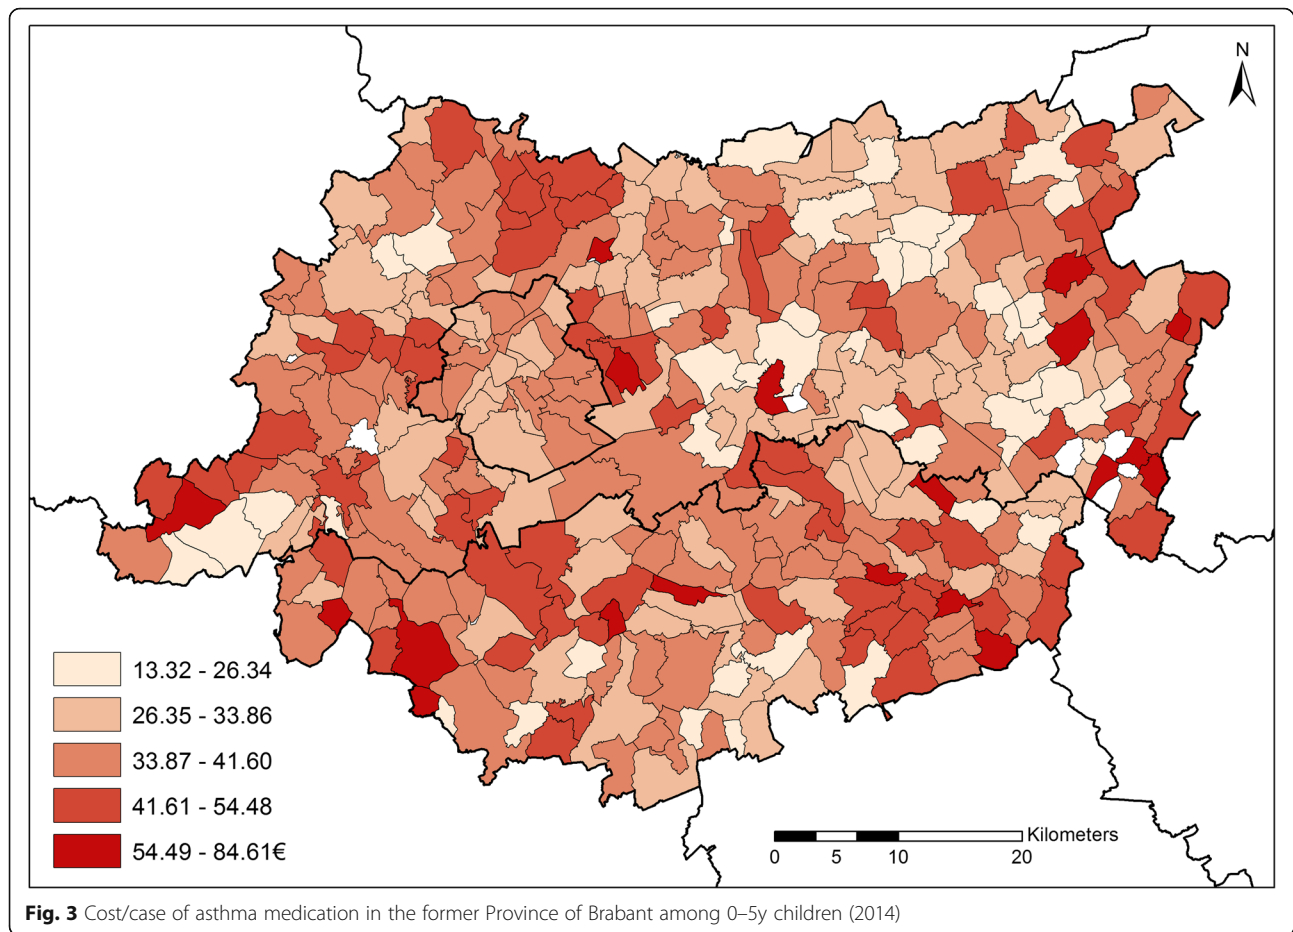 N
13.32 - 26.34
26.35 - 33.86
33.87 - 41.60
41.61 - 54.48
54.49 - 84.61€
Kilometers
0 5 10 20
Fig. 3 Cost/case of asthma medication in the former Province of Brabant among 0–5y children (2014)